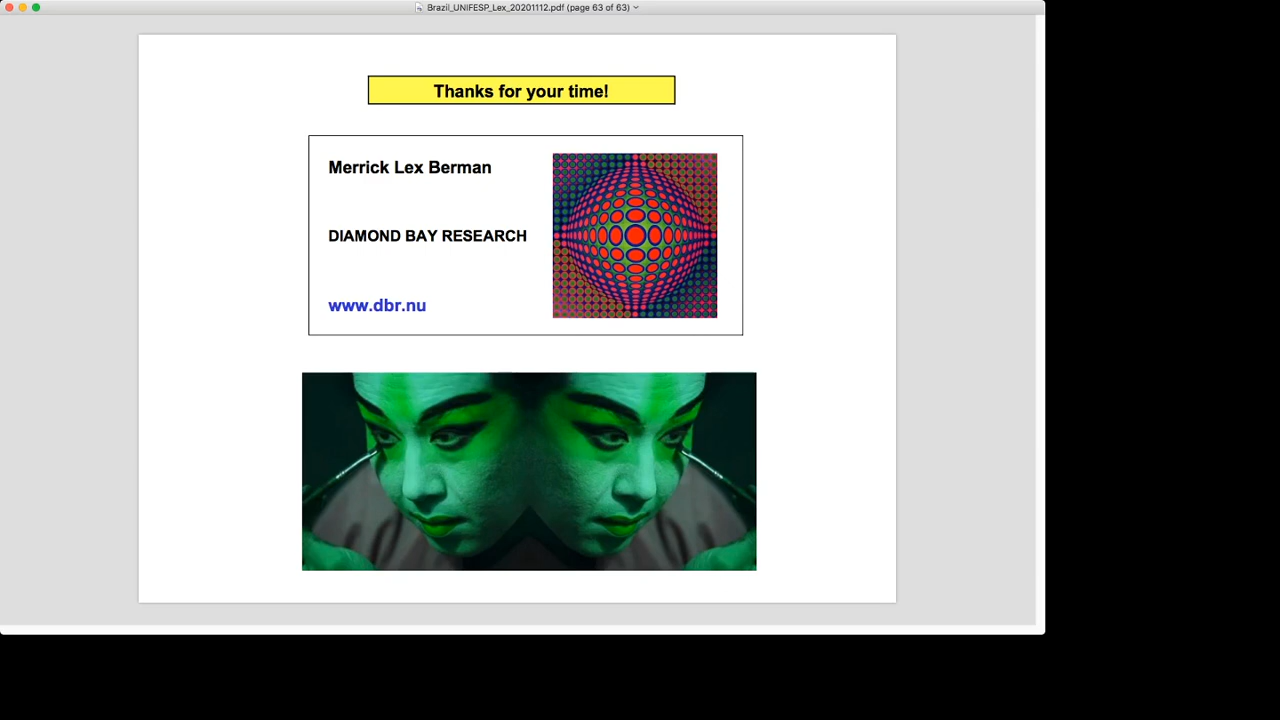 Brazil_UNIFESP_Lex_20201112.pdf (page 63 of 63)
Thanks for your time!
Merrick Lex Berman
DIAMOND BAY RESEARCH
www.dbr.nu